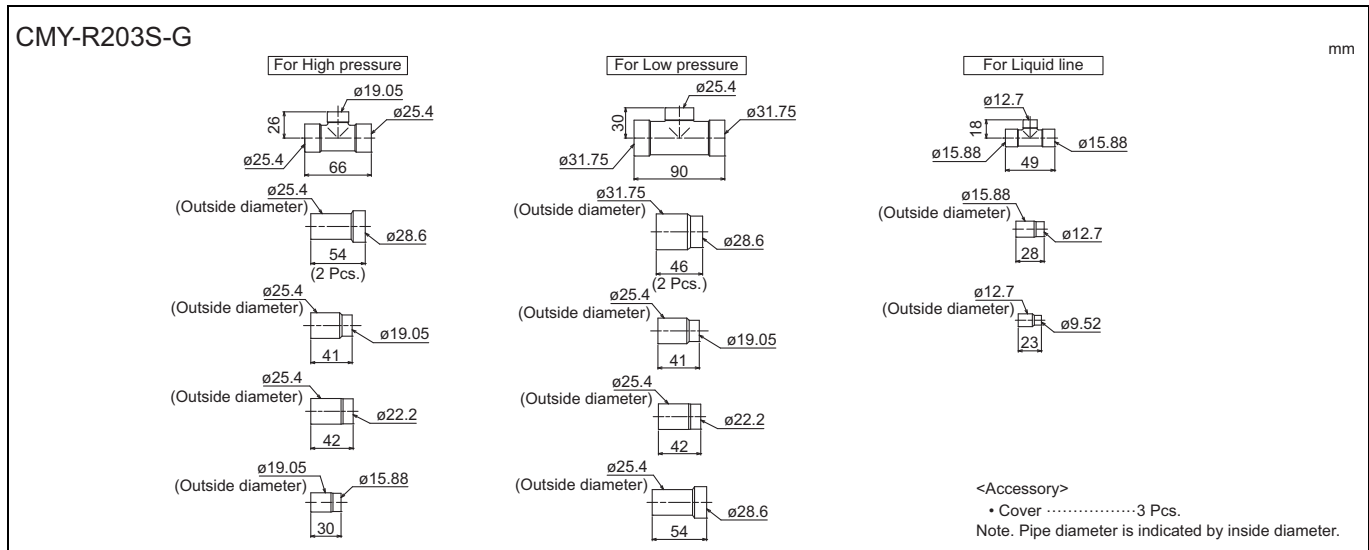 CMY-R203S-G
mm
For High pressure
ø19.05
ø25.4
26
ø25.4
66
ø25.4
(Outside diameter)
ø28.6
54
(2 Pcs.)
ø25.4
(Outside diameter)
ø19.05
41
ø25.4
(Outside diameter)
ø22.2
42
ø19.05
ø15.88
(Outside diameter)
30
For Low pressure
ø25.4
ø31.75
30
ø31.75
90
ø31.75
(Outside diameter)
ø28.6
46
(2 Pcs.)
ø25.4
(Outside diameter)
ø19.05
41
ø25.4
(Outside diameter)
ø22.2
42
ø25.4
(Outside diameter)
ø28.6
54
For Liquid line
ø12.7
18
ø15.88
ø15.88
49
ø15.88
(Outside diameter)
ø12.7
28
ø12.7
(Outside diameter)
ø9.52
23
<Accessory>
• Cover ·················3 Pcs.
Note. Pipe diameter is indicated by inside diameter.